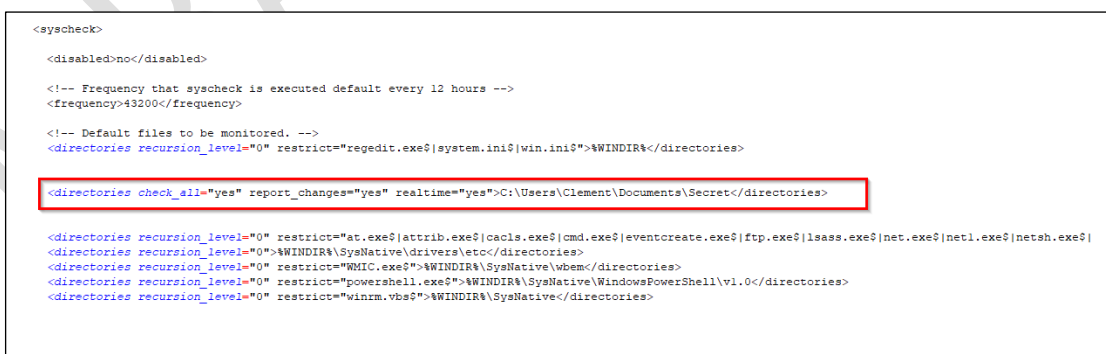 <syscheck>
<disabled>no</disabled>
<!-- Frequency that syscheck is executed default every 12 hours -->
<frequency>43200</frequency>
<!-- Default files to be monitored. -->
<directories recursion_level="0" restrict="regedit.exe$|system.ini$|win.ini$">%WINDIR%</directories>
<directories check_all="yes" report_changes="yes" realtime="yes">C:\Users\Clement\Documents\Secret</directories>
<directories recursion_level="0" restrict="at.exe$|attrib.exe$|cacls.exe$|cmd.exe$|eventcreate.exe$|ftp.exe$|lsass.exe$|net.exe$|net1.exe$|netsh.exe$|
<directories recursion_level="0">%WINDIR%\SysNative\drivers\etc</directories>
<directories recursion_level="0" restrict="WMIC.exe$">%WINDIR%\SysNative\wbem</directories>
<directories recursion_level="0" restrict="powershell.exe$">%WINDIR%\SysNative\WindowsPowerShell\v1.0</directories>
<directories recursion_level="0" restrict="winrm.vbs$">%WINDIR%\SysNative</directories>